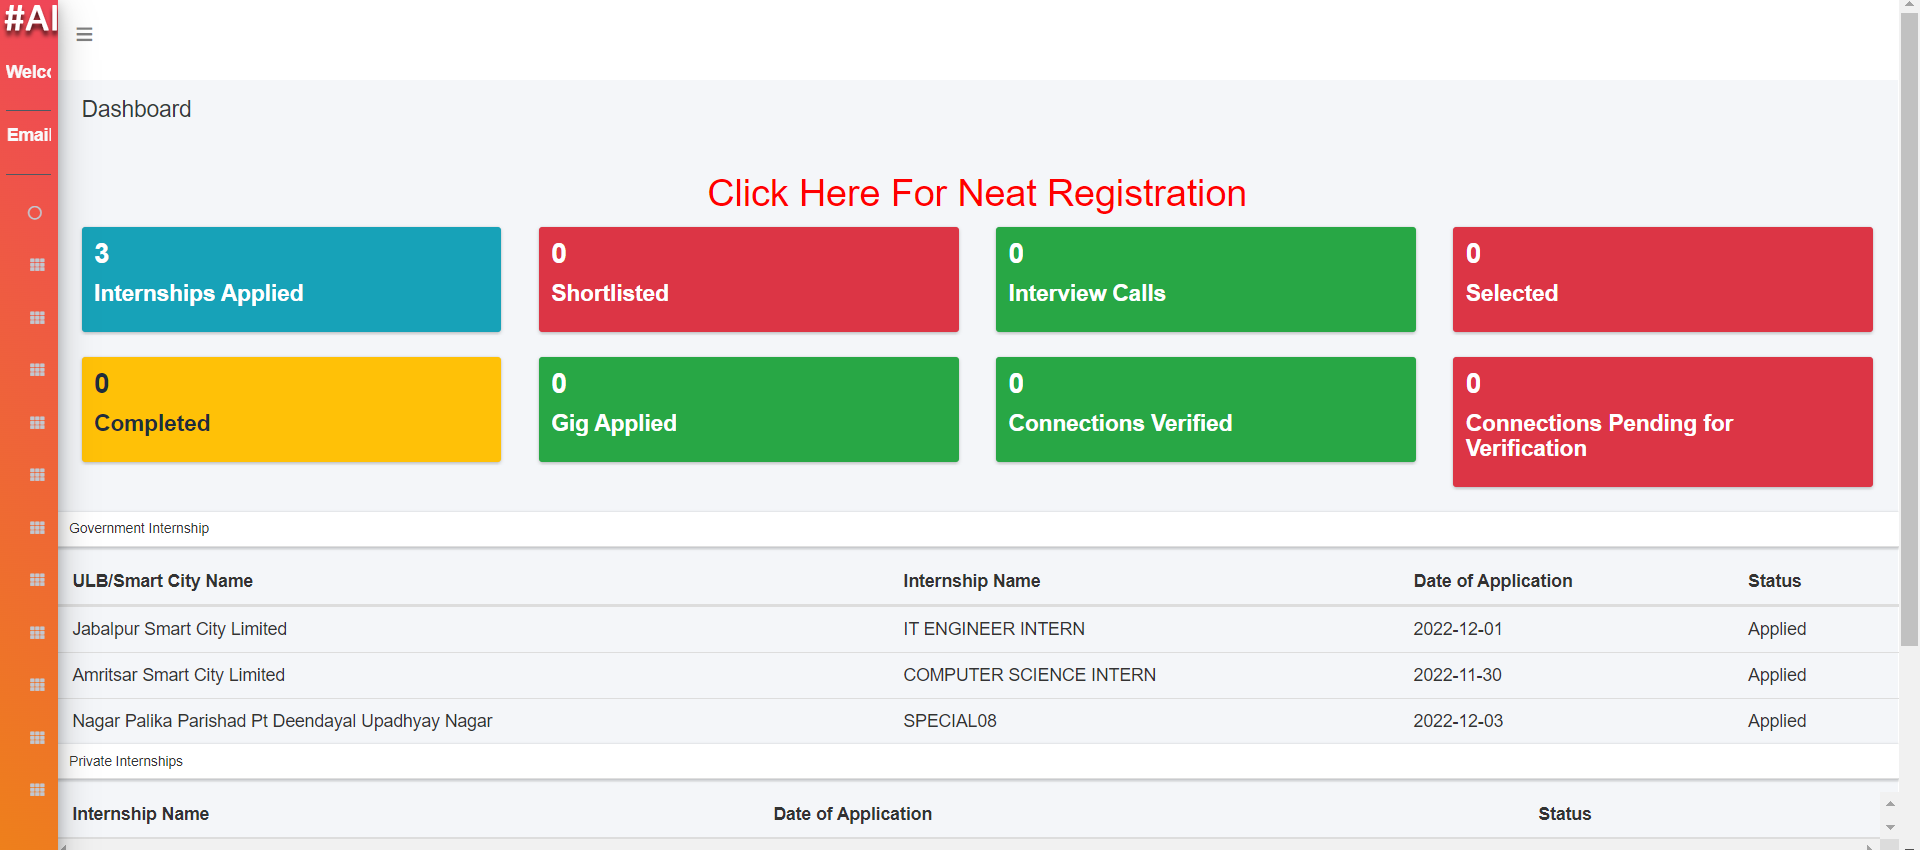 #AI
Welco
Email
Dashboard
Click Here For Neat Registration
3
Internships Applied
0
Shortlisted
0
Interview Calls
0
Selected
0
Completed
0
Gig Applied
0
Connections Verified
0
Connections Pending for
Verification
Government Internship
ULB/Smart City Name Internship Name Date of Application Status
Jabalpur Smart City Limited IT ENGINEER INTERN 2022-12-01 Applied
Amritsar Smart City Limited COMPUTER SCIENCE INTERN 2022-11-30 Applied
Nagar Palika Parishad Pt Deendayal Upadhyay Nagar SPECIAL08 2022-12-03 Applied
Private Internships
Internship Name Date of Application Status